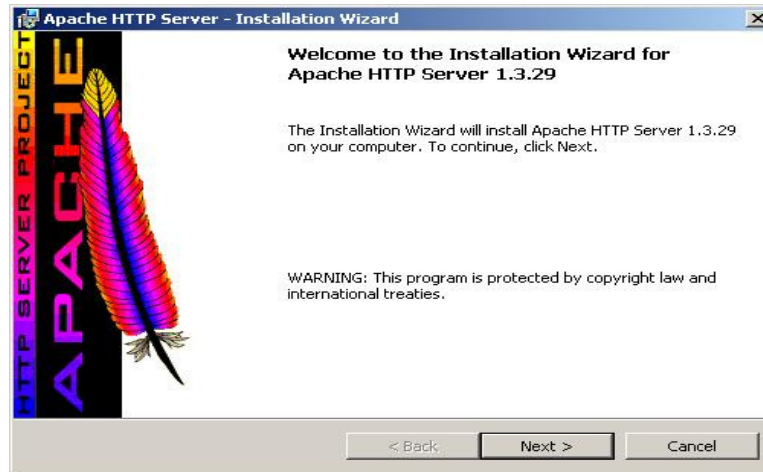 Apache HTTP Server - Installation Wizard
HTTP SERVER PROJECT
APACHE
Welcome to the Installation Wizard for
Apache HTTP Server 1.3.29
The Installation Wizard will install Apache HTTP Server 1.3.29
on your computer. To continue, click Next.
WARNING: This program is protected by copyright law and
international treaties.
< Back
Next >
Cancel